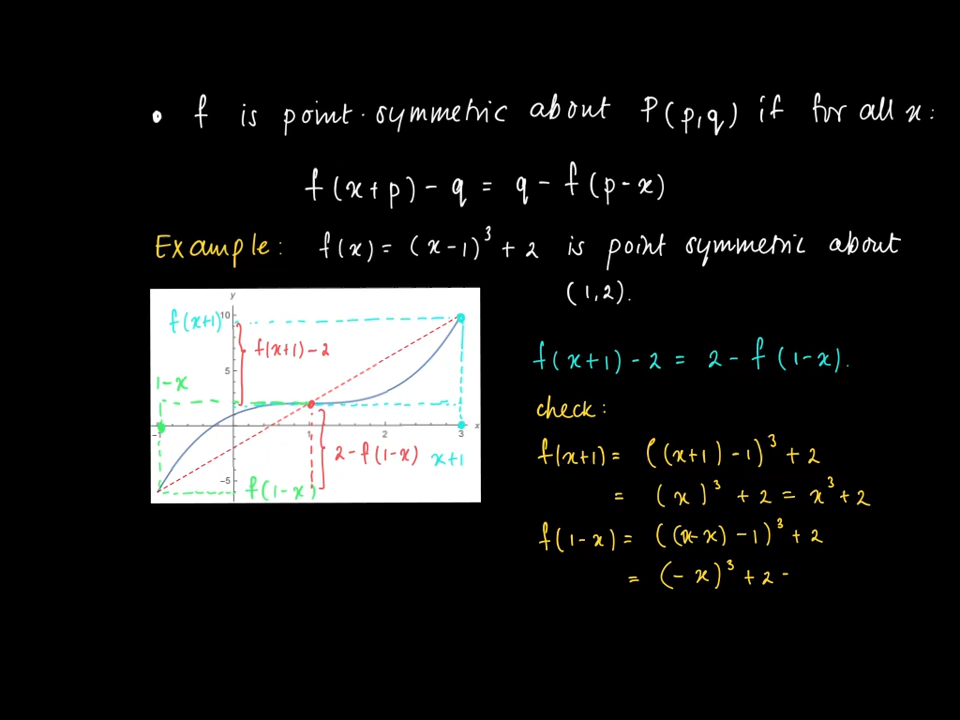 • f is point symmetric about P(p,q) if for all x:
f(x+p) - q = q - f(p-x)
Example: f(x) = (x-1)³ + 2 is point symmetric about
(1,2).
y
f(x+1) 10
f(x+1) - 2
5
1-x
-1 1 2 3 x
2 - f(1-x) x+1
-5
f(1-x)
f(x+1) - 2 = 2 - f(1-x).
check:
f(x+1) = ((x+1) - 1)³ + 2
= (x)³ + 2 = x³ + 2
f(1-x) = ((x-x) - 1)³ + 2
= (-x)³ + 2 -